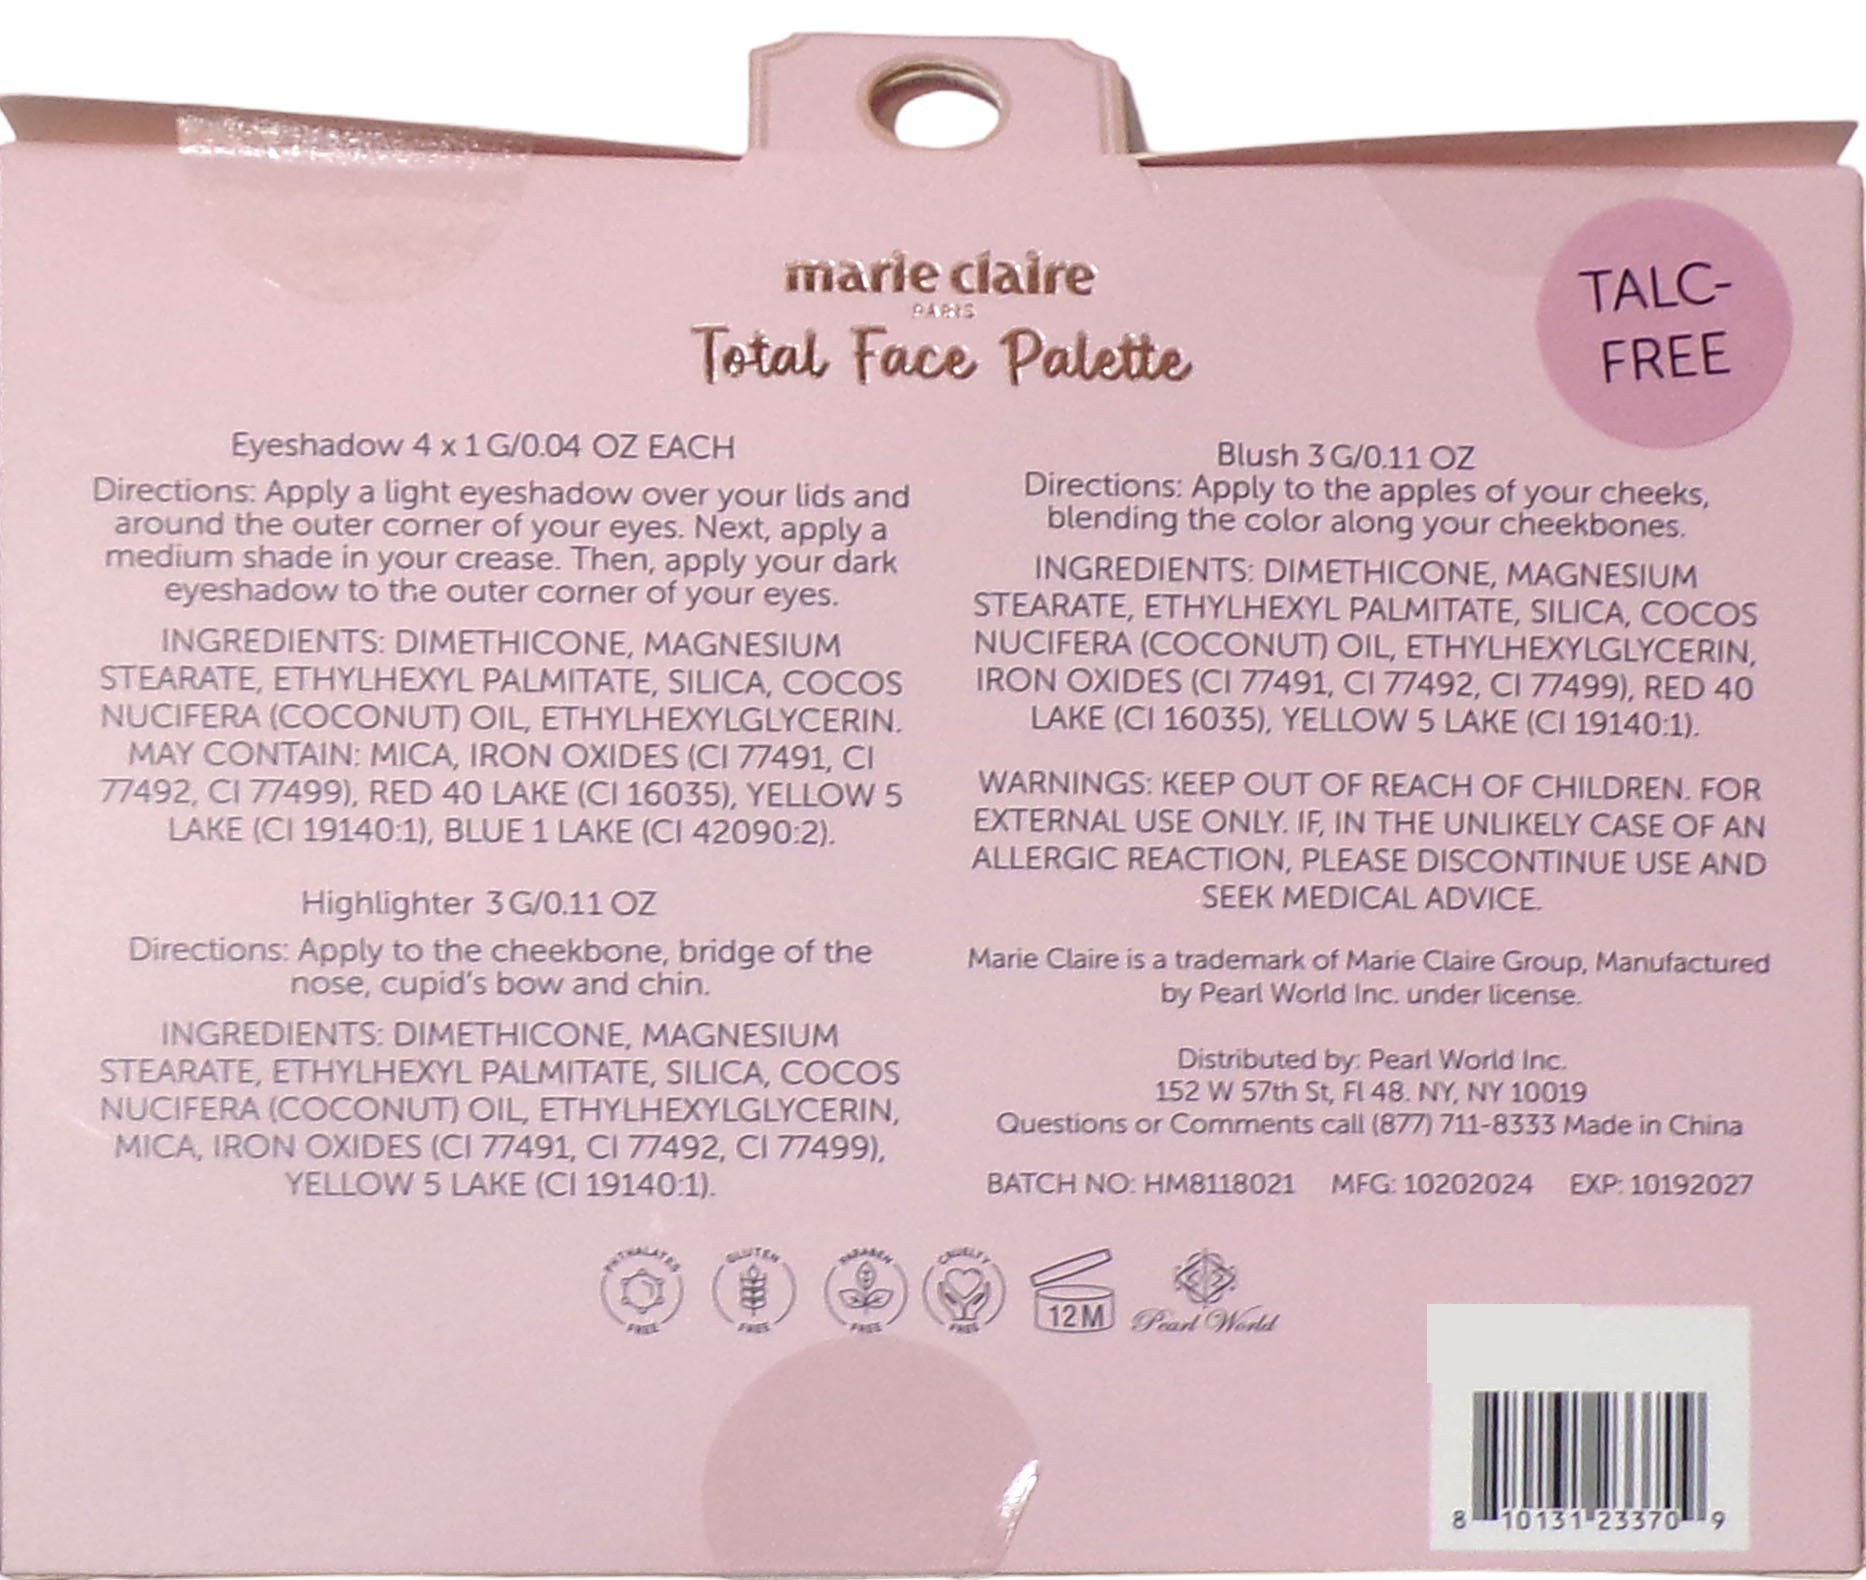 marie claire
PARIS
Total Face Palette
TALC-
FREE
Eyeshadow 4 x 1 G/0.04 OZ EACH
Directions: Apply a light eyeshadow over your lids and
around the outer corner of your eyes. Next, apply a
medium shade in your crease. Then, apply your dark
eyeshadow to the outer corner of your eyes.
INGREDIENTS: DIMETHICONE, MAGNESIUM
STEARATE, ETHYLHEXYL PALMITATE, SILICA, COCOS
NUCIFERA (COCONUT) OIL, ETHYLHEXYLGLYCERIN.
MAY CONTAIN: MICA, IRON OXIDES (CI 77491, CI
77492, CI 77499), RED 40 LAKE (CI 16035), YELLOW 5
LAKE (CI 19140:1), BLUE 1 LAKE (CI 42090:2).
Highlighter 3 G/0.11 OZ
Directions: Apply to the cheekbone, bridge of the
nose, cupid's bow and chin.
INGREDIENTS: DIMETHICONE, MAGNESIUM
STEARATE, ETHYLHEXYL PALMITATE, SILICA, COCOS
NUCIFERA (COCONUT) OIL, ETHYLHEXYLGLYCERIN,
MICA, IRON OXIDES (CI 77491, CI 77492, CI 77499),
YELLOW 5 LAKE (CI 19140:1).
Blush 3 G/0.11 OZ
Directions: Apply to the apples of your cheeks,
blending the color along your cheekbones.
INGREDIENTS: DIMETHICONE, MAGNESIUM
STEARATE, ETHYLHEXYL PALMITATE, SILICA, COCOS
NUCIFERA (COCONUT) OIL, ETHYLHEXYLGLYCERIN,
IRON OXIDES (CI 77491, CI 77492, CI 77499), RED 40
LAKE (CI 16035), YELLOW 5 LAKE (CI 19140:1).
WARNINGS: KEEP OUT OF REACH OF CHILDREN. FOR
EXTERNAL USE ONLY. IF, IN THE UNLIKELY CASE OF AN
ALLERGIC REACTION, PLEASE DISCONTINUE USE AND
SEEK MEDICAL ADVICE.
Marie Claire is a trademark of Marie Claire Group, Manufactured
by Pearl World Inc. under license.
Distributed by: Pearl World Inc.
152 W 57th St, Fl 48. NY, NY 10019
Questions or Comments call (877) 711-8333 Made in China
BATCH NO: HM8118021 MFG: 10202024 EXP: 10192027
PHTHALATES FREE
GLUTEN FREE
PARABEN FREE
CRUELTY FREE
12M
Pearl World
8 10131 23370 9